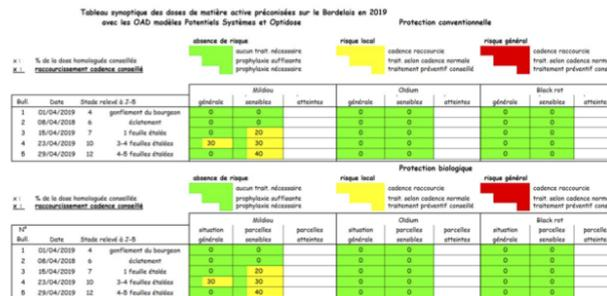 Tableau synoptique des doses de matière active préconisées sur le Bordelais en 2019
avec les OAD modèles Potentiels Systèmes et Optidose
Protection conventionnelle
absence de risque risque local risque général
aucun trait. nécessaire cadence raccourcie cadence raccourcie
x : % de la dose homologuée conseillée prophylaxie suffisante trait. selon cadence normale trait. selon cadence norm
x : raccourcissement cadence conseillé prophylaxie nécessaire traitement préventif conseillé traitement préventif con
Mildiou Oïdium Black rot
Bull. Date Stade relevé à J-5 générale sensibles atteintes générale sensibles atteintes générale sensibles atteintes
1 01/04/2019 4 gonflement du bourgeon 0 0 0 0 0 0
2 08/04/2018 6 éclatement 0 0 0 0 0 0
3 15/04/2019 7 1 feuille étalée 0 20 0 0 0 0
4 23/04/2019 10 3-4 feuilles étalées 30 30 0 0 0 0
5 29/04/2019 12 4-5 feuilles étalées 0 40 0 0 0 0
Protection biologique
absence de risque risque local risque général
aucun trait. nécessaire cadence raccourcie cadence raccourcie
x : % de la dose homologuée conseillée prophylaxie suffisante trait. selon cadence normale trait. selon cadence norm
x : raccourcissement cadence conseillé prophylaxie nécessaire traitement préventif conseillé traitement préventif con
Mildiou Oïdium Black rot
N° situation parcelles parcelles situation parcelles parcelles situation parcelles parcelle
Bull. Date Stade relevé à J-5 générale sensibles atteintes générale sensibles atteintes générale sensibles atteintes
1 01/04/2019 4 gonflement du bourgeon 0 0 0 0 0 0
2 08/04/2018 6 éclatement 0 0 0 0 0 0
3 15/04/2019 7 1 feuille étalée 0 20 0 0 0 0
4 23/04/2019 10 3-4 feuilles étalées 30 30 0 0 0 0
5 29/04/2019 12 4-5 feuilles étalées 0 40 0 0 0 0